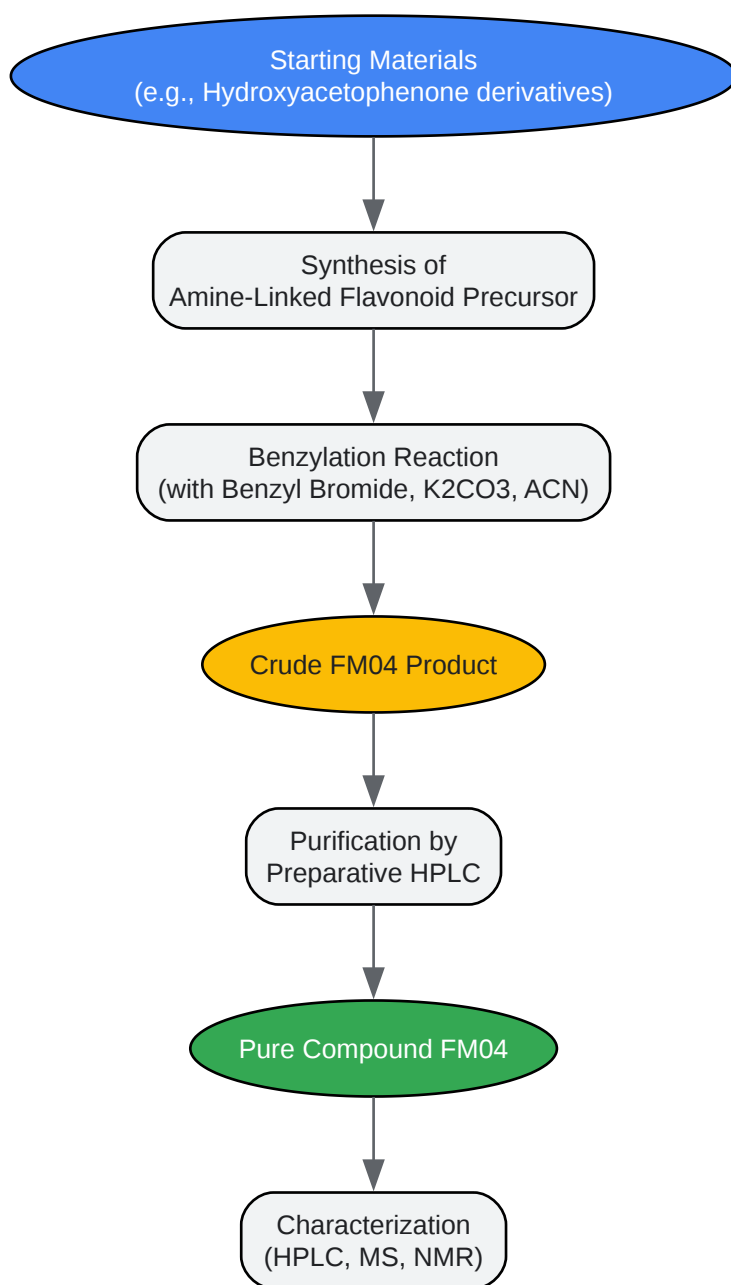 Starting Materials
(e.g., Hydroxyacetophenone derivatives)
Synthesis of
Amine-Linked Flavonoid Precursor
Benzylation Reaction
(with Benzyl Bromide, K2CO3, ACN)
Crude FM04 Product
Purification by
Preparative HPLC
Pure Compound FM04
Characterization
(HPLC, MS, NMR)